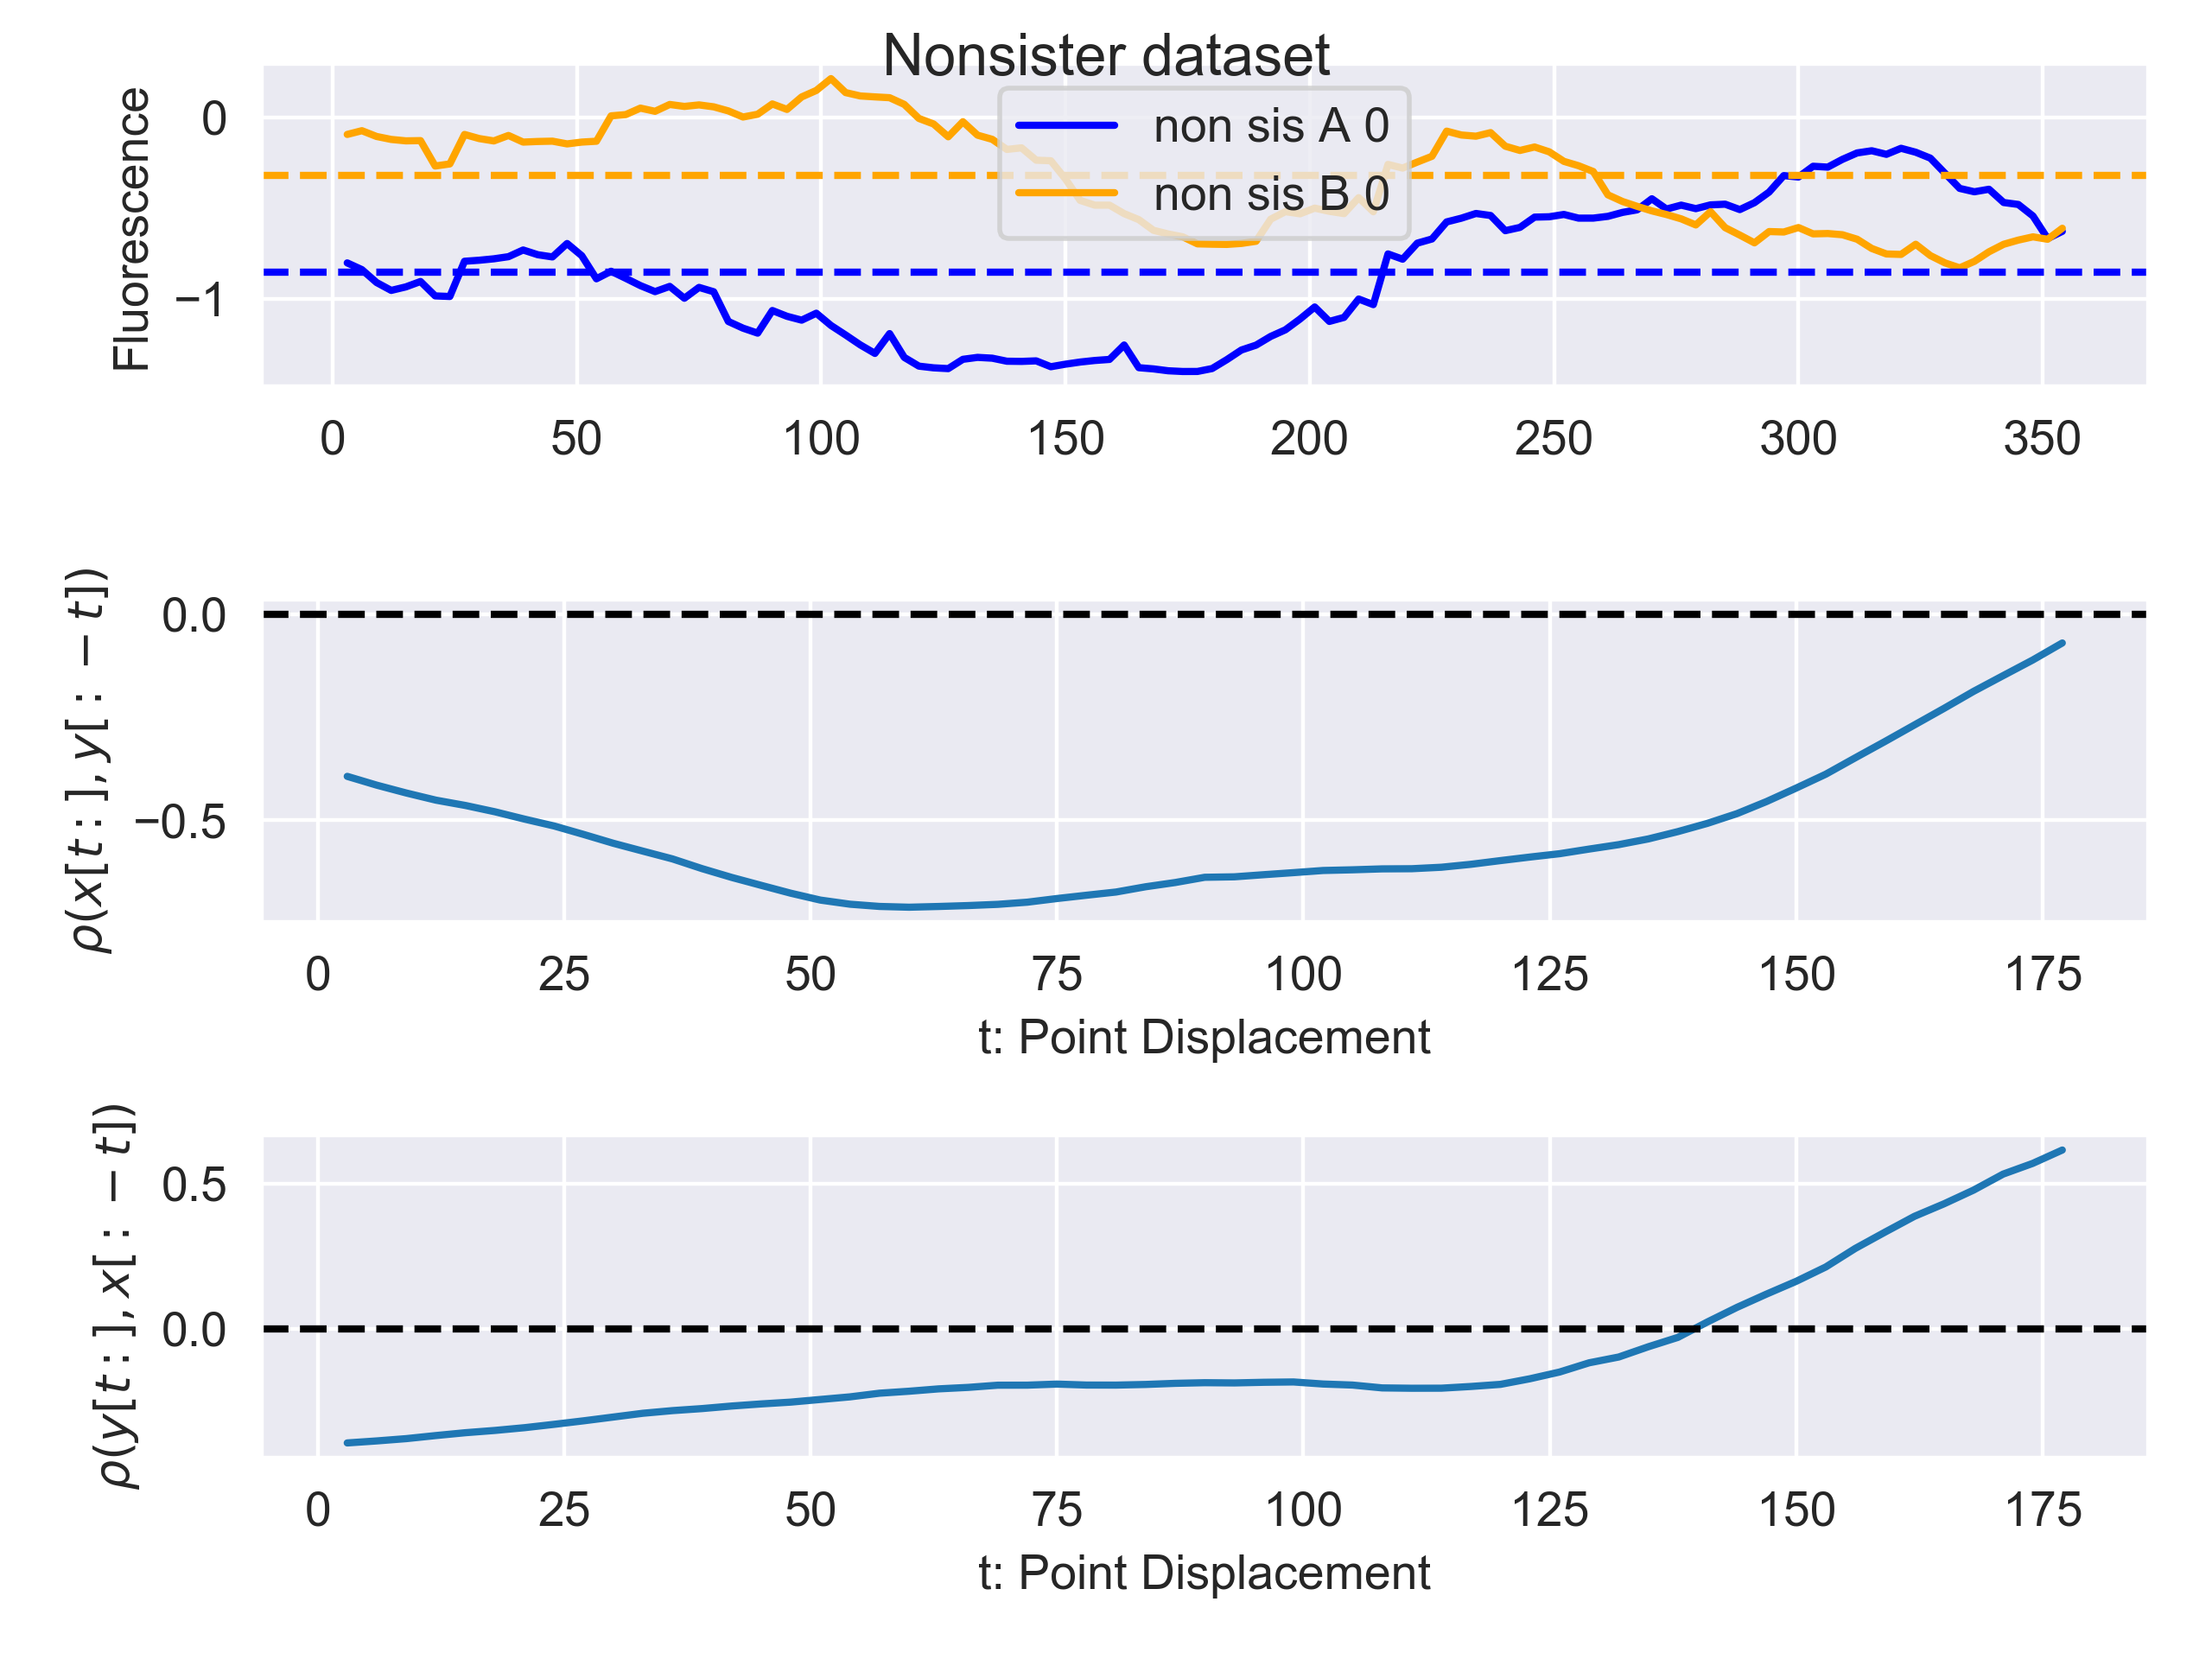 Nonsister dataset
Fluorescence
0
−1
non sis A 0
non sis B 0
0 50 100 150 200 250 300 350
ρ(x[t:], y[: −t])
0.0
−0.5
0 25 50 75 100 125 150 175
t: Point Displacement
ρ(y[t:], x[: −t])
0.5
0.0
0 25 50 75 100 125 150 175
t: Point Displacement